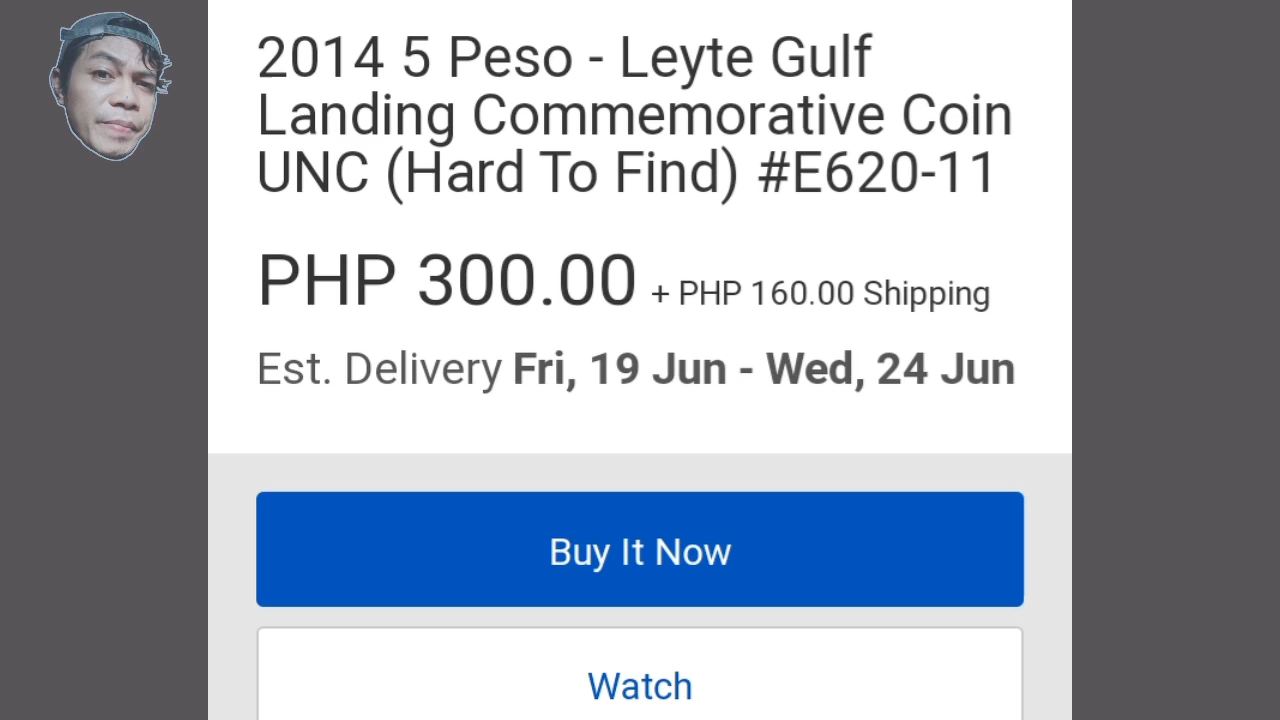 2014 5 Peso - Leyte Gulf
Landing Commemorative Coin
UNC (Hard To Find) #E620-11
PHP 300.00 + PHP 160.00 Shipping
Est. Delivery Fri, 19 Jun - Wed, 24 Jun
Buy It Now
Watch